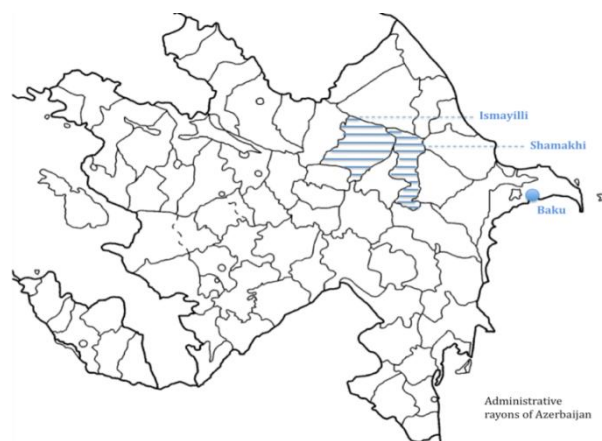 Ismayilli
Shamakhi
Baku
Administrative
rayons of Azerbaijan